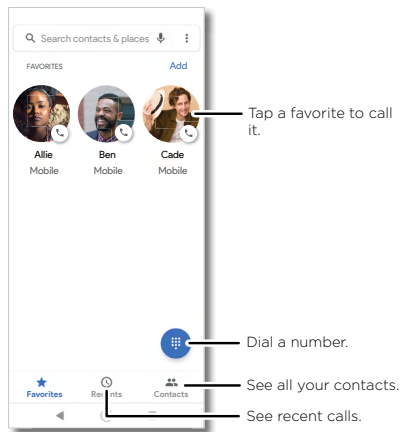 Search contacts & places
FAVORITES Add
Allie Ben Cade
Mobile Mobile Mobile
Tap a favorite to call
it.
Dial a number.
See all your contacts.
Favorites Recents Contacts
See recent calls.